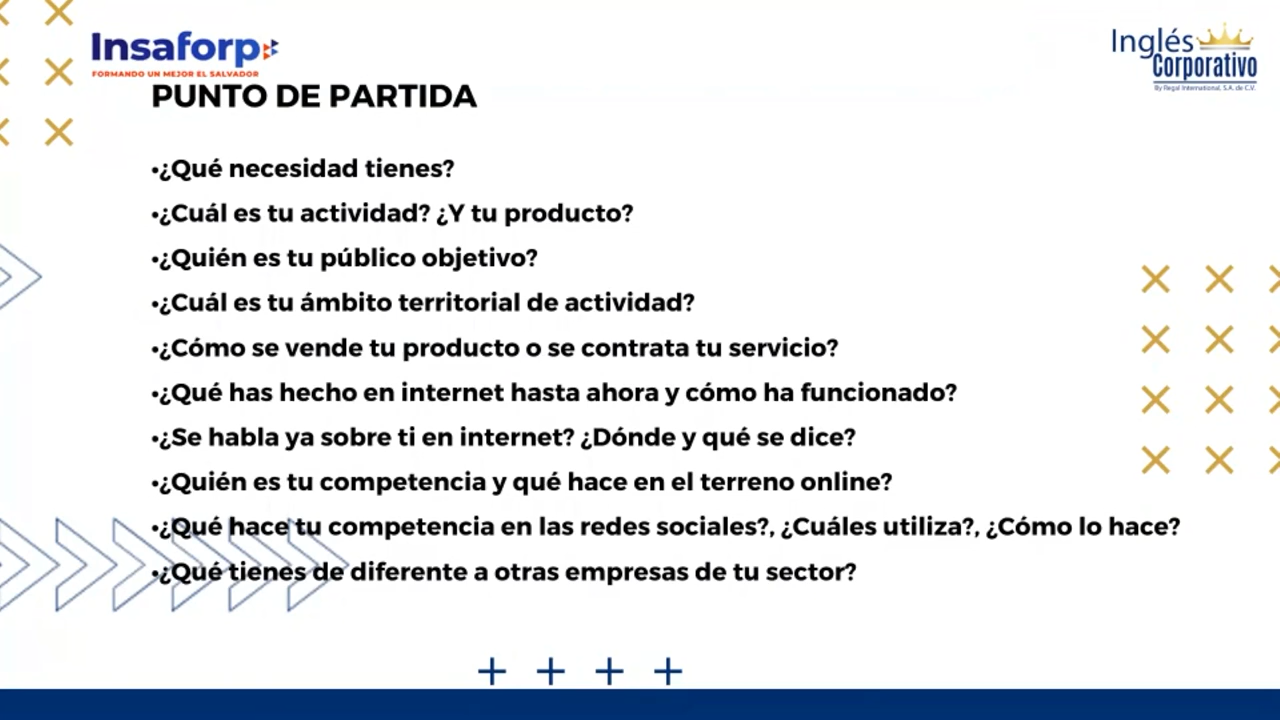 Insaforp
FORMANDO UN MEJOR EL SALVADOR
Inglés
Corporativo
By Regal International, S.A. de C.V.
PUNTO DE PARTIDA
•¿Qué necesidad tienes?
•¿Cuál es tu actividad? ¿Y tu producto?
•¿Quién es tu público objetivo?
•¿Cuál es tu ámbito territorial de actividad?
•¿Cómo se vende tu producto o se contrata tu servicio?
•¿Qué has hecho en internet hasta ahora y cómo ha funcionado?
•¿Se habla ya sobre ti en internet? ¿Dónde y qué se dice?
•¿Quién es tu competencia y qué hace en el terreno online?
•¿Qué hace tu competencia en las redes sociales?, ¿Cuáles utiliza?, ¿Cómo lo hace?
•¿Qué tienes de diferente a otras empresas de tu sector?